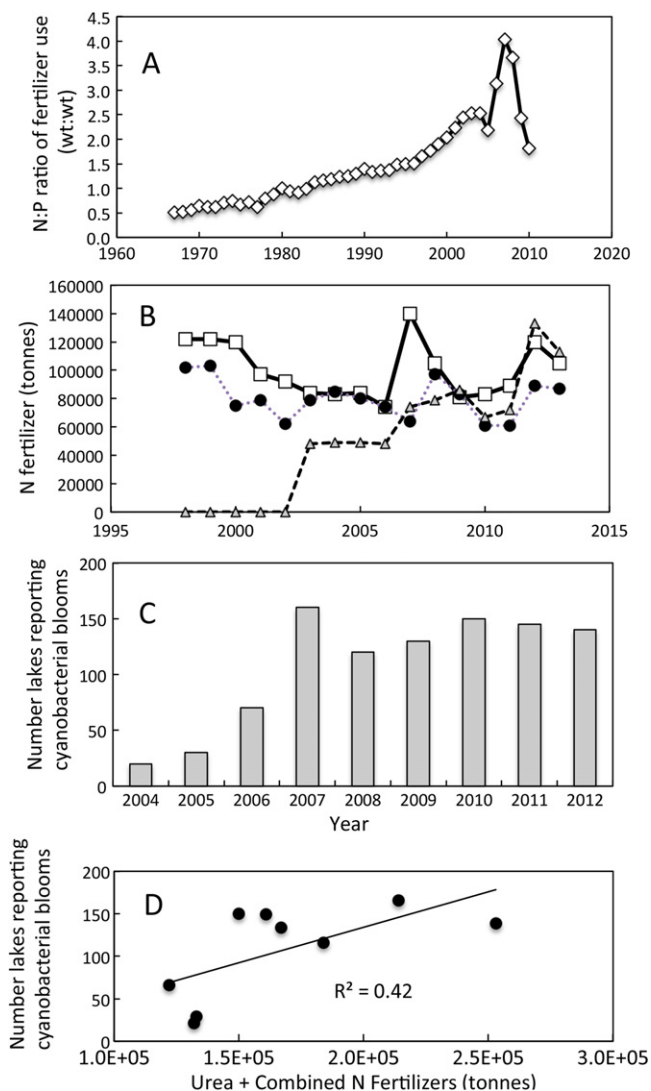 A
N:P ratio of fertilizer use
(wt:wt)
4.5
4.0
3.5
3.0
2.5
2.0
1.5
1.0
0.5
0.0
1960 1970 1980 1990 2000 2010 2020
B
N fertilizer (tonnes)
160000
140000
120000
100000
80000
60000
40000
20000
0
1995 2000 2005 2010 2015
C
Number lakes reporting
cyanobacterial blooms
200
150
100
50
0
2004 2005 2006 2007 2008 2009 2010 2011 2012
Year
D
Number lakes reporting
cyanobacterial blooms
200
150
100
50
0
R² = 0.42
1.0E+05 1.5E+05 2.0E+05 2.5E+05 3.0E+05
Urea + Combined N Fertilizers (tonnes)